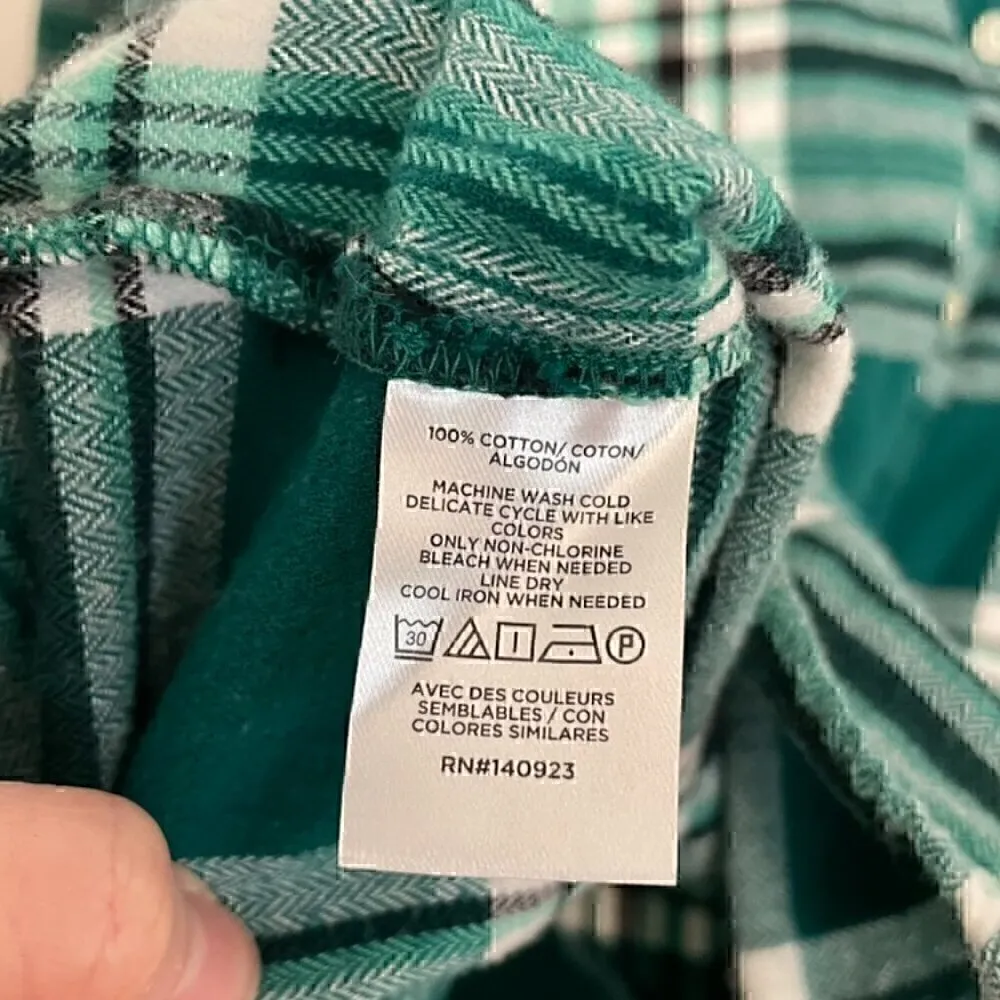 100% COTTON/ COTON/
ALGODÓN
MACHINE WASH COLD
DELICATE CYCLE WITH LIKE
COLORS
ONLY NON-CHLORINE
BLEACH WHEN NEEDED
LINE DRY
COOL IRON WHEN NEEDED
30 P
AVEC DES COULEURS
SEMBLABLES / CON
COLORES SIMILARES
RN#140923